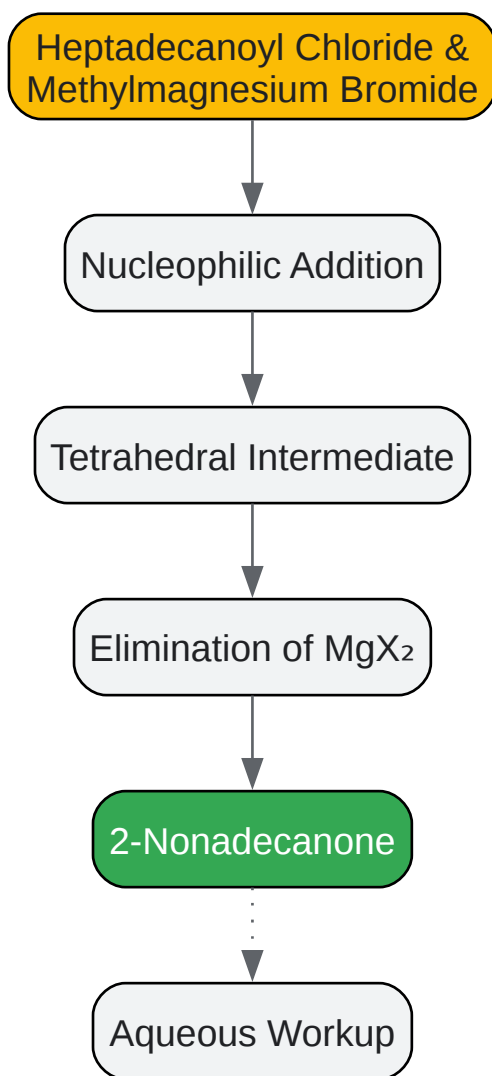 Heptadecanoyl Chloride &
Methylmagnesium Bromide
Nucleophilic Addition
Tetrahedral Intermediate
Elimination of MgX₂
2-Nonadecanone
Aqueous Workup